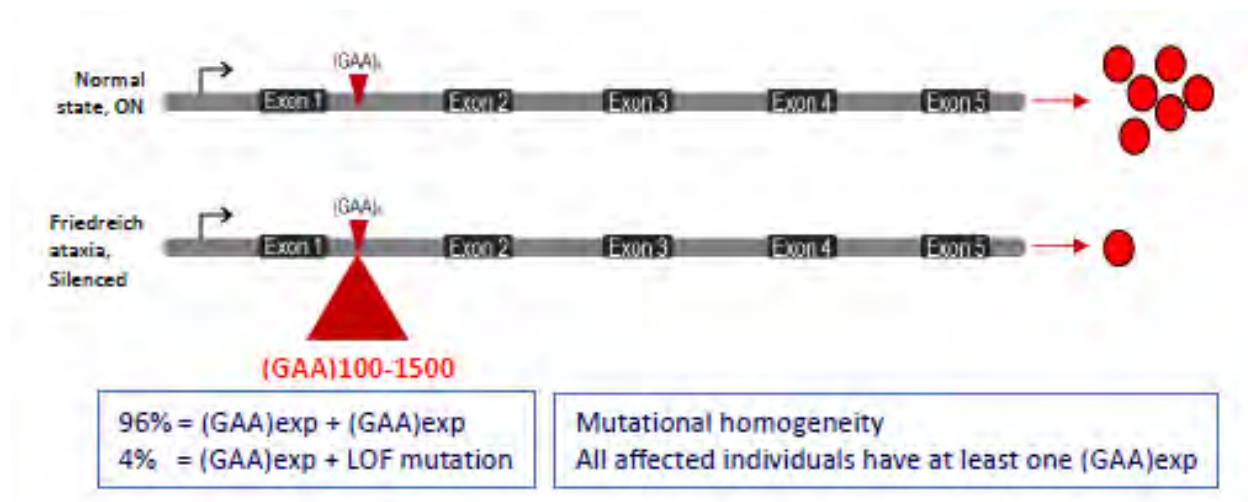 Normal
state, ON
(GAA)
Exon 1
Exon 2
Exon 3
Exon 4
Exon 5
Friedreich
ataxia,
Silenced
(GAA)
Exon 1
Exon 2
Exon 3
Exon 4
Exon 5
(GAA)100-1500
96% = (GAA)exp + (GAA)exp
4% = (GAA)exp + LOF mutation
Mutational homogeneity
All affected individuals have at least one (GAA)exp